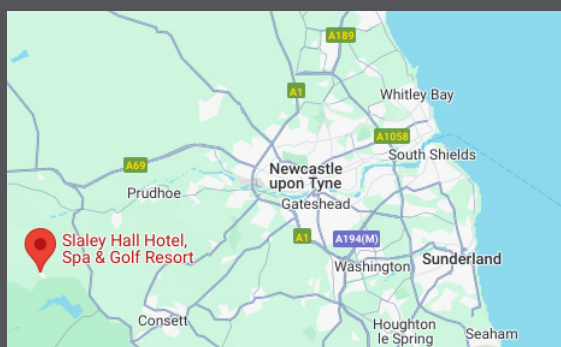 A189
A1
Whitley Bay
A1058
South Shields
A69
Newcastle
upon Tyne
Prudhoe
Gateshead
Slaley Hall Hotel,
Spa & Golf Resort
A1
A194(M)
Sunderland
Washington
Consett
Houghton
le Spring
Seaham